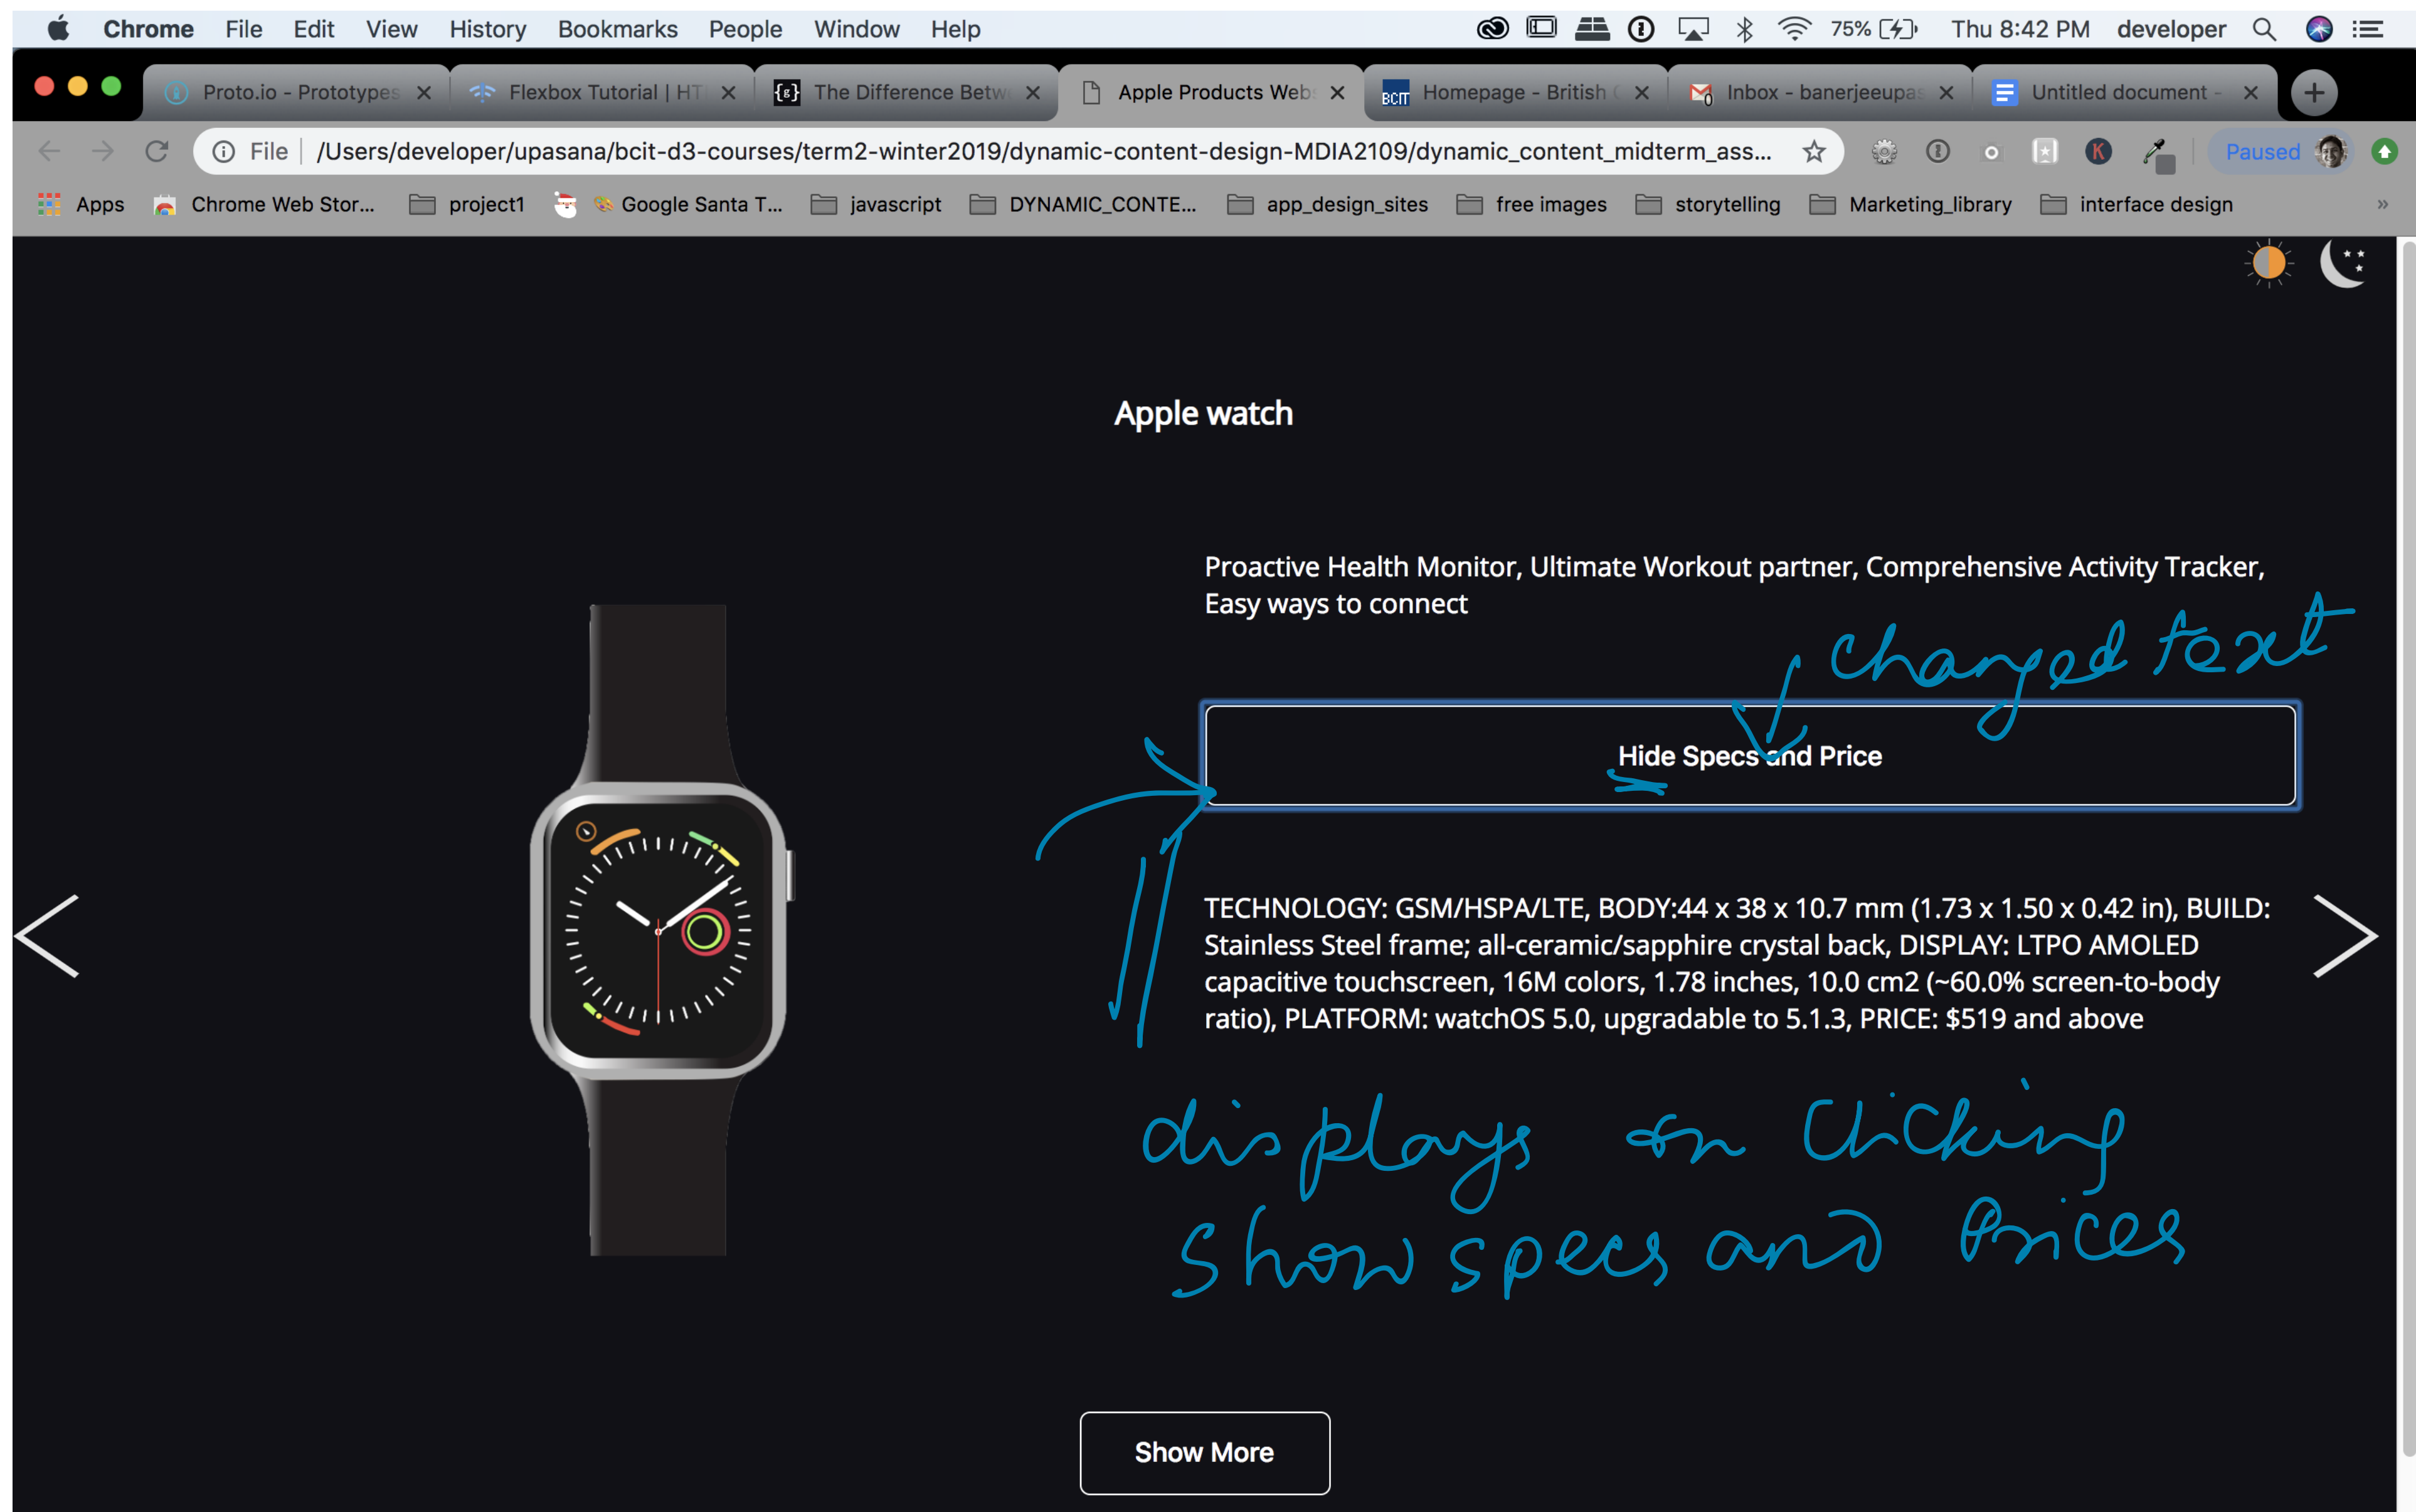 Chrome File Edit View History Bookmarks People Window Help 75% Thu 8:42 PM developer
Proto.io - Prototypes Flexbox Tutorial | HT {g} The Difference Betw Apple Products Web BCIT Homepage - British Inbox - banerjeeupas Untitled document -
File /Users/developer/upasana/bcit-d3-courses/term2-winter2019/dynamic-content-design-MDIA2109/dynamic_content_midterm_ass... K Paused
Apps Chrome Web Stor... project1 Google Santa T... javascript DYNAMIC_CONTE... app_design_sites free images storytelling Marketing_library interface design »
Apple watch
Proactive Health Monitor, Ultimate Workout partner, Comprehensive Activity Tracker,
Easy ways to connect
changed text
Hide Specs and Price
TECHNOLOGY: GSM/HSPA/LTE, BODY:44 x 38 x 10.7 mm (1.73 x 1.50 x 0.42 in), BUILD:
Stainless Steel frame; all-ceramic/sapphire crystal back, DISPLAY: LTPO AMOLED
capacitive touchscreen, 16M colors, 1.78 inches, 10.0 cm2 (~60.0% screen-to-body
ratio), PLATFORM: watchOS 5.0, upgradable to 5.1.3, PRICE: $519 and above
displays on Clicking
Show specs and Prices
Show More